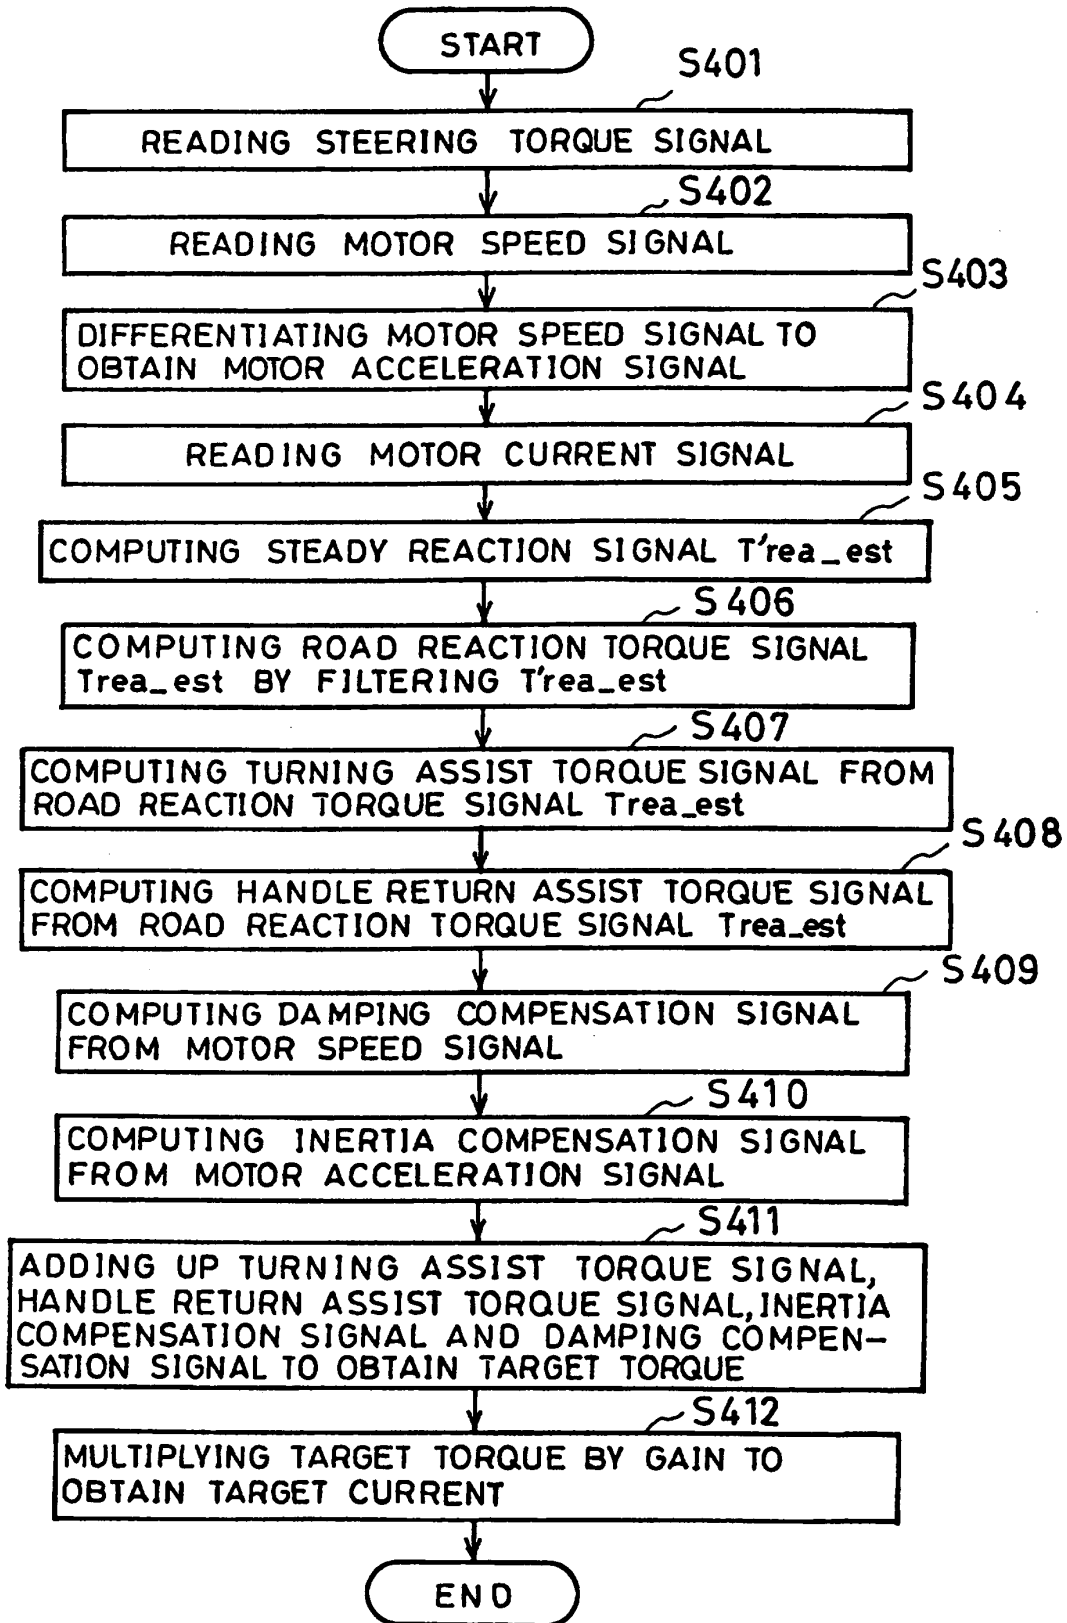 START
S401
READING STEERING TORQUE SIGNAL
S402
READING MOTOR SPEED SIGNAL
S403
DIFFERENTIATING MOTOR SPEED SIGNAL TO
OBTAIN MOTOR ACCELERATION SIGNAL
S404
READING MOTOR CURRENT SIGNAL
S405
COMPUTING STEADY REACTION SIGNAL T'rea_est
S406
COMPUTING ROAD REACTION TORQUE SIGNAL
Trea_est BY FILTERING T'rea_est
S407
COMPUTING TURNING ASSIST TORQUE SIGNAL FROM
ROAD REACTION TORQUE SIGNAL Trea_est
S408
COMPUTING HANDLE RETURN ASSIST TORQUE SIGNAL
FROM ROAD REACTION TORQUE SIGNAL Trea_est
S409
COMPUTING DAMPING COMPENSATION SIGNAL
FROM MOTOR SPEED SIGNAL
S410
COMPUTING INERTIA COMPENSATION SIGNAL
FROM MOTOR ACCELERATION SIGNAL
S411
ADDING UP TURNING ASSIST TORQUE SIGNAL,
HANDLE RETURN ASSIST TORQUE SIGNAL, INERTIA
COMPENSATION SIGNAL AND DAMPING COMPEN-
SATION SIGNAL TO OBTAIN TARGET TORQUE
S412
MULTIPLYING TARGET TORQUE BY GAIN TO
OBTAIN TARGET CURRENT
END